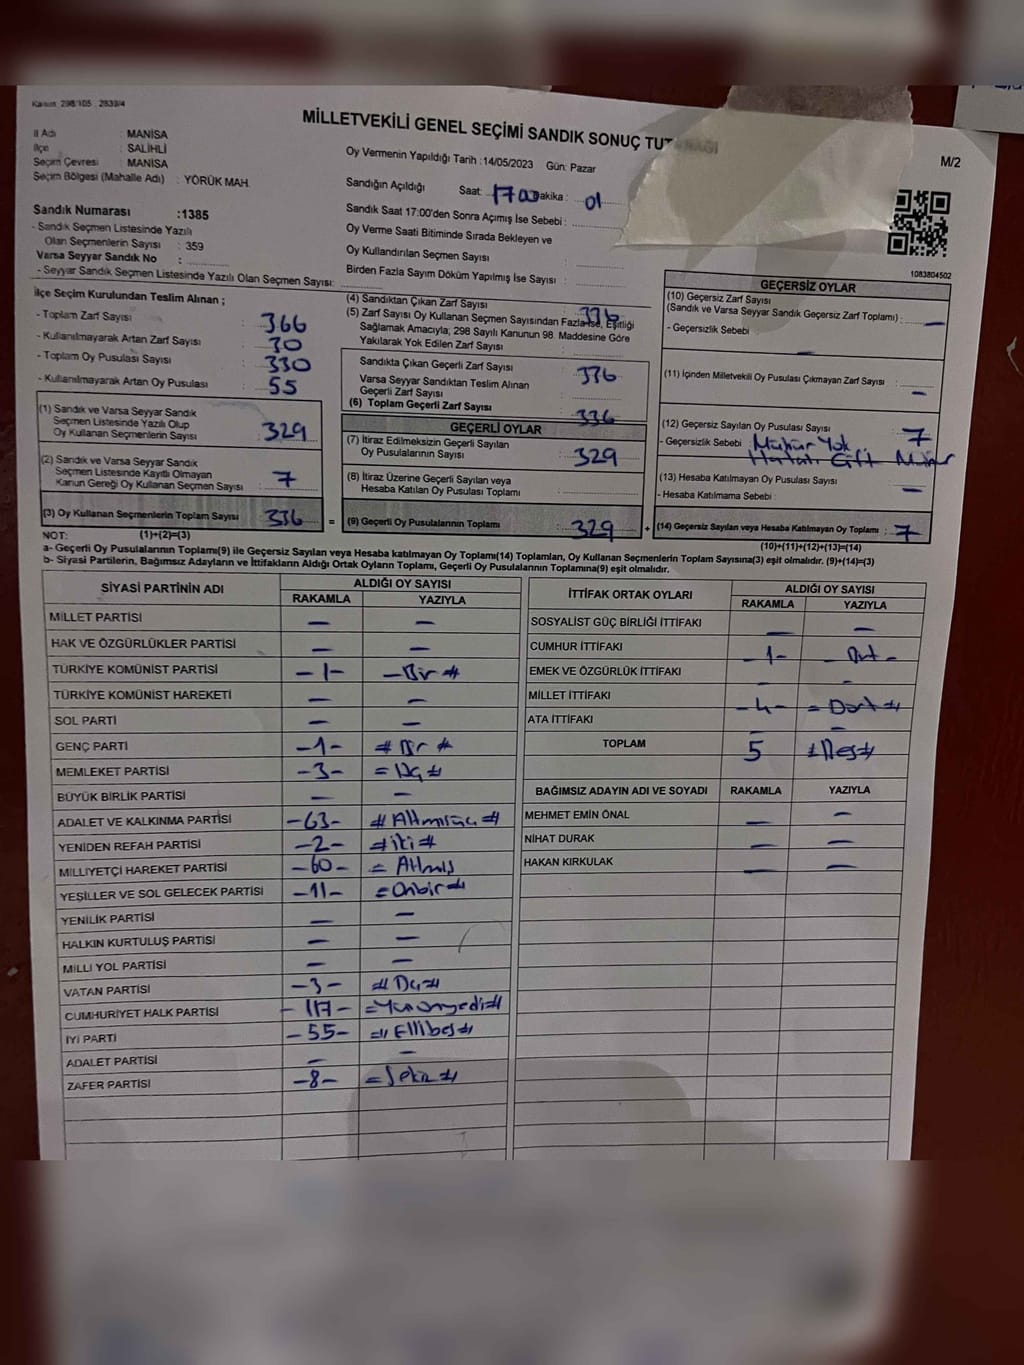 Kanun: 298/105 , 2839/4
MİLLETVEKİLİ GENEL SEÇİMİ SANDIK SONUÇ
M/2
İl Adı : MANİSA
İlçe : SALİHLİ
Seçim Çevresi : MANİSA
Seçim Bölgesi (Mahalle Adı) : YÖRÜK MAH.
Oy Vermenin Yapıldığı Tarih : 14/05/2023 Gün: Pazar
Sandığın Açıldığı Saat: 17 Dakika : 01
Sandık Numarası : 1385
- Sandık Seçmen Listesinde Yazılı
Olan Seçmenlerin Sayısı : 359
Varsa Seyyar Sandık No :
- Seyyar Sandık Seçmen Listesinde Yazılı Olan Seçmen Sayısı:
Sandık Saat 17:00'den Sonra Açımış İse Sebebi :
Oy Verme Saati Bitiminde Sırada Bekleyen ve
Oy Kullandırılan Seçmen Sayısı :
Birden Fazla Sayım Döküm Yapılmış İse Sayısı :
1083804502
İlçe Seçim Kurulundan Teslim Alınan ;
- Toplam Zarf Sayısı : 366
- Kullanılmayarak Artan Zarf Sayısı : 30
- Toplam Oy Pusulası Sayısı : 330
- Kullanılmayarak Artan Oy Pusulası : 55
(1) Sandık ve Varsa Seyyar Sandık
Seçmen Listesinde Yazılı Olup
Oy Kullanan Seçmenlerin Sayısı : 329
(2) Sandık ve Varsa Seyyar Sandık
Seçmen Listesinde Kayıtlı Olmayan
Kanun Gereği Oy Kullanan Seçmen Sayısı : 7
(3) Oy Kullanan Seçmenlerin Toplam Sayısı : 336
(4) Sandıktan Çıkan Zarf Sayısı : 336
(5) Zarf Sayısı Oy Kullanan Seçmen Sayısından Fazla ise, Eşitliği
Sağlamak Amacıyla; 298 Sayılı Kanunun 98. Maddesine Göre
Yakılarak Yok Edilen Zarf Sayısı :
Sandıkta Çıkan Geçerli Zarf Sayısı : 336
Varsa Seyyar Sandıktan Teslim Alınan
Geçerli Zarf Sayısı :
(6) Toplam Geçerli Zarf Sayısı : 336
GEÇERLİ OYLAR
(7) İtiraz Edilmeksizin Geçerli Sayılan
Oy Pusulalarının Sayısı : 329
(8) İtiraz Üzerine Geçerli Sayılan veya
Hesaba Katılan Oy Pusulası Toplamı :
= (9) Geçerli Oy Pusulalarının Toplamı : 329
GEÇERSİZ OYLAR
(10) Geçersiz Zarf Sayısı
(Sandık ve Varsa Seyyar Sandık Geçersiz Zarf Toplamı) : —
- Geçersizlik Sebebi : —
(11) İçinden Milletvekili Oy Pusulası Çıkmayan Zarf Sayısı : —
(12) Geçersiz Sayılan Oy Pusulası Sayısı : 7
- Geçersizlik Sebebi : Mühür Yok
Hatalı Çift Mühür
(13) Hesaba Katılmayan Oy Pusulası Sayısı : —
- Hesaba Katılmama Sebebi :
+ (14) Geçersiz Sayılan veya Hesaba Katılmayan Oy Toplamı : 7
NOT: (1)+(2)=(3)
(10)+(11)+(12)+(13)=(14)
a- Geçerli Oy Pusulalarının Toplamı(9) ile Geçersiz Sayılan veya Hesaba katılmayan Oy Toplamı(14) Toplamları, Oy Kullanan Seçmenlerin Toplam Sayısına(3) eşit olmalıdır. (9)+(14)=(3)
b- Siyasi Partilerin, Bağımsız Adayların ve İttifakların Aldığı Ortak Oyların Toplamı, Geçerli Oy Pusulalarının Toplamına(9) eşit olmalıdır.
SİYASİ PARTİNİN ADI ALDIĞI OY SAYISI
RAKAMLA YAZIYLA
MİLLET PARTİSİ — —
HAK VE ÖZGÜRLÜKLER PARTİSİ — —
TÜRKİYE KOMÜNİST PARTİSİ -1- -Bir #
TÜRKİYE KOMÜNİST HAREKETİ — —
SOL PARTİ — —
GENÇ PARTİ -1- # Bir #
MEMLEKET PARTİSİ -3- = Üç #
BÜYÜK BİRLİK PARTİSİ — —
ADALET VE KALKINMA PARTİSİ -63- # Altmışüç #
YENİDEN REFAH PARTİSİ -2- # iki #
MİLLİYETÇİ HAREKET PARTİSİ -60- = Altmış
YEŞİLLER VE SOL GELECEK PARTİSİ -11- = Onbir #
YENİLİK PARTİSİ — —
HALKIN KURTULUŞ PARTİSİ — —
MİLLİ YOL PARTİSİ — —
VATAN PARTİSİ -3- # Üç #
CUMHURİYET HALK PARTİSİ -117- = Yüzonyedi #
İYİ PARTİ -55- = Ellibeş #
ADALET PARTİSİ — —
ZAFER PARTİSİ -8- = Sekiz #
İTTİFAK ORTAK OYLARI ALDIĞI OY SAYISI
RAKAMLA YAZIYLA
SOSYALİST GÜÇ BİRLİĞİ İTTİFAKI — —
CUMHUR İTTİFAKI -1-
EMEK VE ÖZGÜRLÜK İTTİFAKI — —
MİLLET İTTİFAKI -4- = Dört #
ATA İTTİFAKI —
TOPLAM 5 # Beş #
BAĞIMSIZ ADAYIN ADI VE SOYADI RAKAMLA YAZIYLA
MEHMET EMİN ÖNAL — —
NİHAT DURAK — —
HAKAN KIRKULAK — —